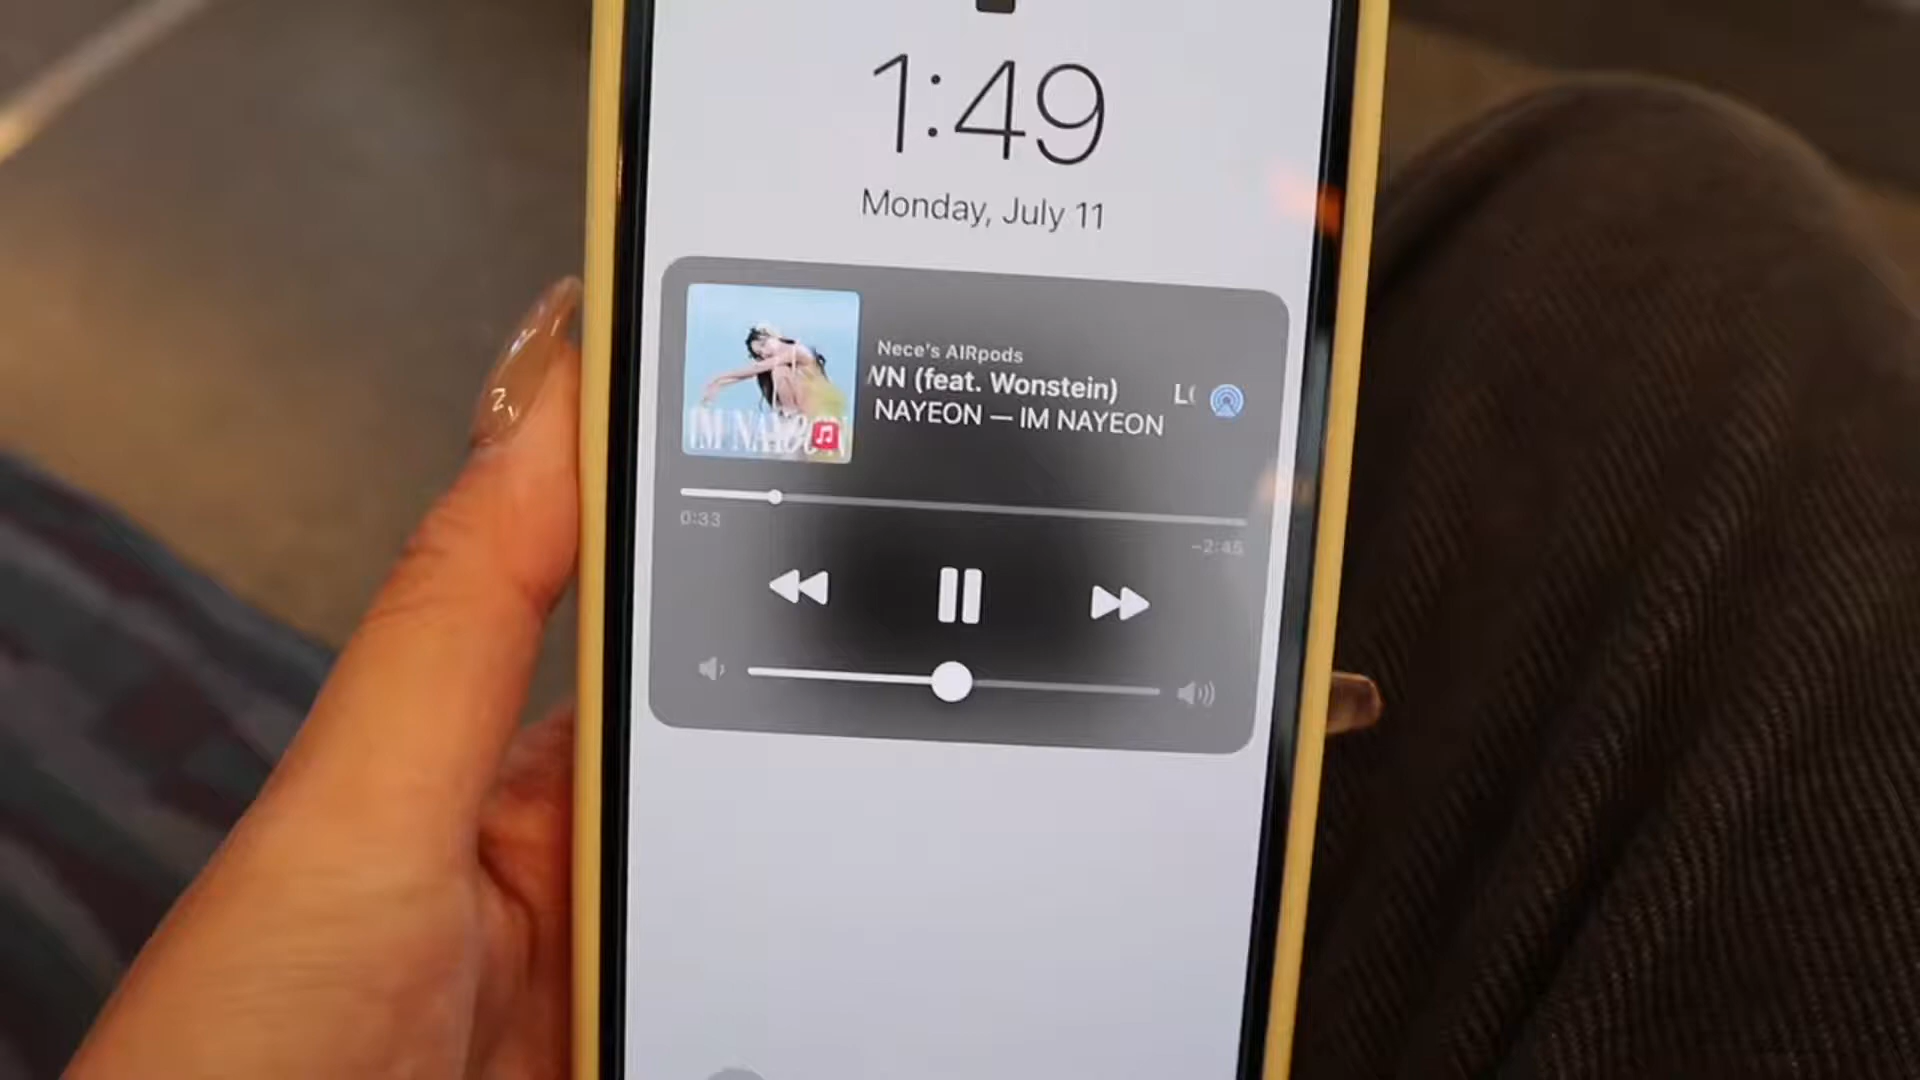 1:49
Monday, July 11
Nece's AIRpods
WN (feat. Wonstein) L
NAYEON — IM NAYEON
IM NAYEON
0:33
-2:45